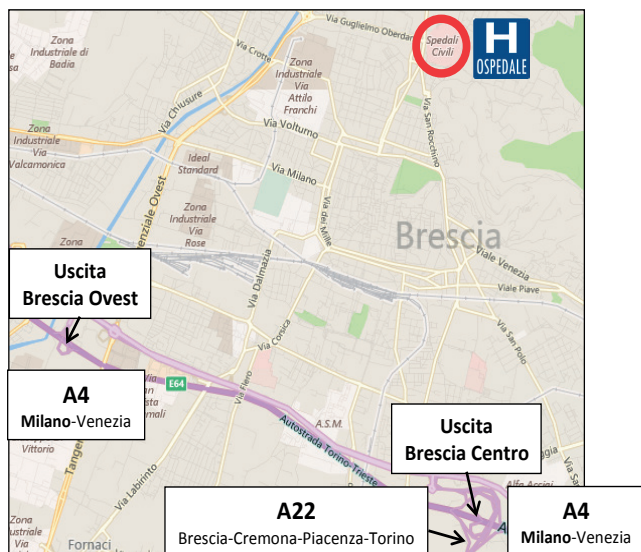 Zona
Industriale di
Badia
Via Crotte
Via Guglielmo Oberdan
Spedali
Civili
H
OSPEDALE
Zona
Industriale
Via
Attilo
Franchi
Via Chiusure
Via San Rocchino
Zona
Industriale
Via
Valcamonica
Via Volturno
Ideal
Standard
Via Milano
Zona
Industriale
Via
Rose
Via dei Mille
Brescia
Zona
Uscita
Brescia Ovest
Via Dalmazia
Viale Venezia
Viale Piave
Via Corsica
Via San Polo
A4
Milano-Venezia
E64
Via Flero
A.S.M.
Autostrada Torino-Trieste
Uscita
Brescia Centro
Vittorio
Via Labirinto
A22
Brescia-Cremona-Piacenza-Torino
A4
Milano-Venezia
Zona
Industriale
Via
Fornaci